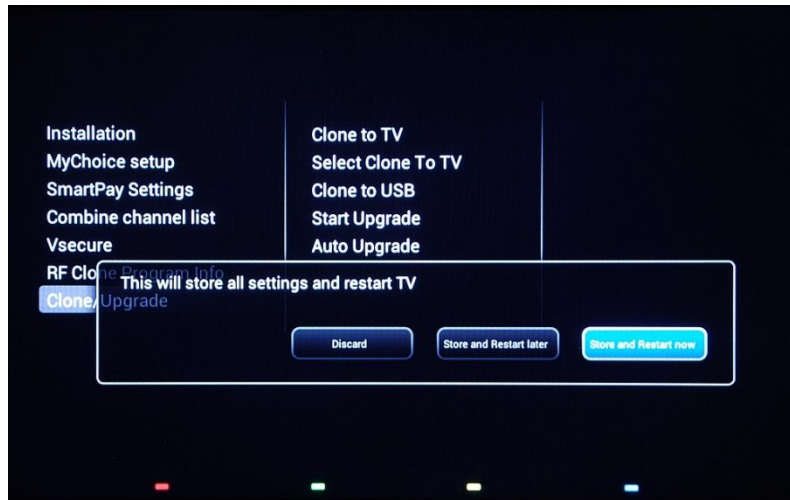 Installation
MyChoice setup
SmartPay Settings
Combine channel list
Vsecure
RF Clone Program Info
Clone/Upgrade
Clone to TV
Select Clone To TV
Clone to USB
Start Upgrade
Auto Upgrade
This will store all settings and restart TV
Discard
Store and Restart later
Store and Restart now